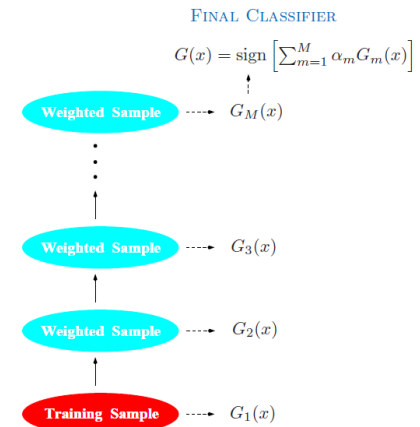 FINAL CLASSIFIER
G(x) = sign [∑_{m=1}^{M} α_m G_m(x)]
Weighted Sample G_M(x)
Weighted Sample G_3(x)
Weighted Sample G_2(x)
Training Sample G_1(x)